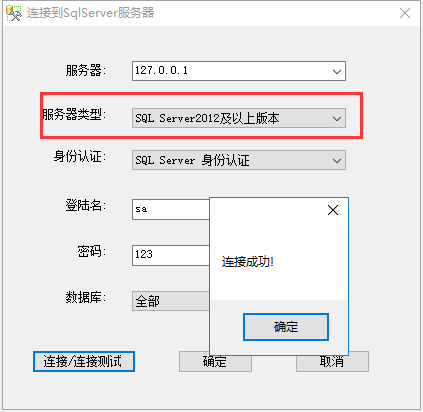 连接到SqlServer服务器
服务器: 127.0.0.1
服务器类型: SQL Server2012及以上版本
身份认证: SQL Server 身份认证
登陆名: sa
密码: 123
连接成功!
数据库: 全部
确定
连接/连接测试 确定 取消